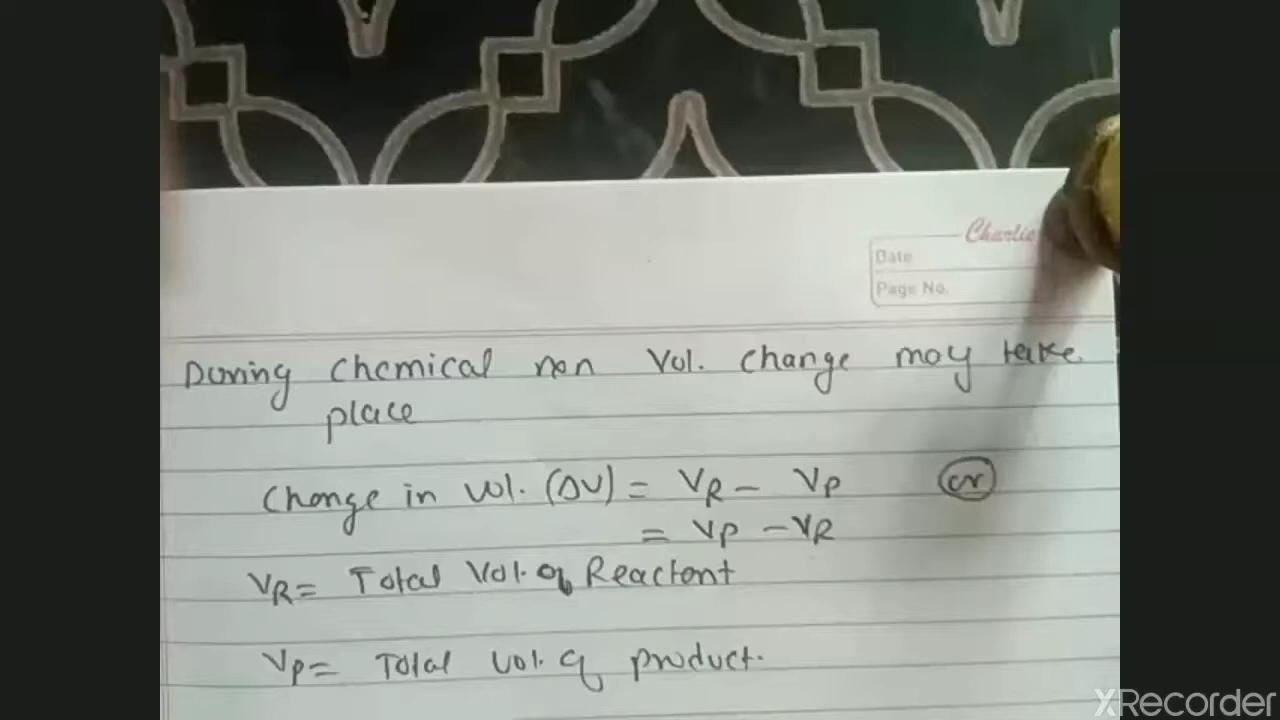 Charlie
Date
Page No.
During Chemical rxn Vol. Change may take
place
Change in Vol. (ΔV) = VR - VP or
= VP - VR
VR = Total Vol. of Reactant
VP = Total Vol. of product.
XRecorder